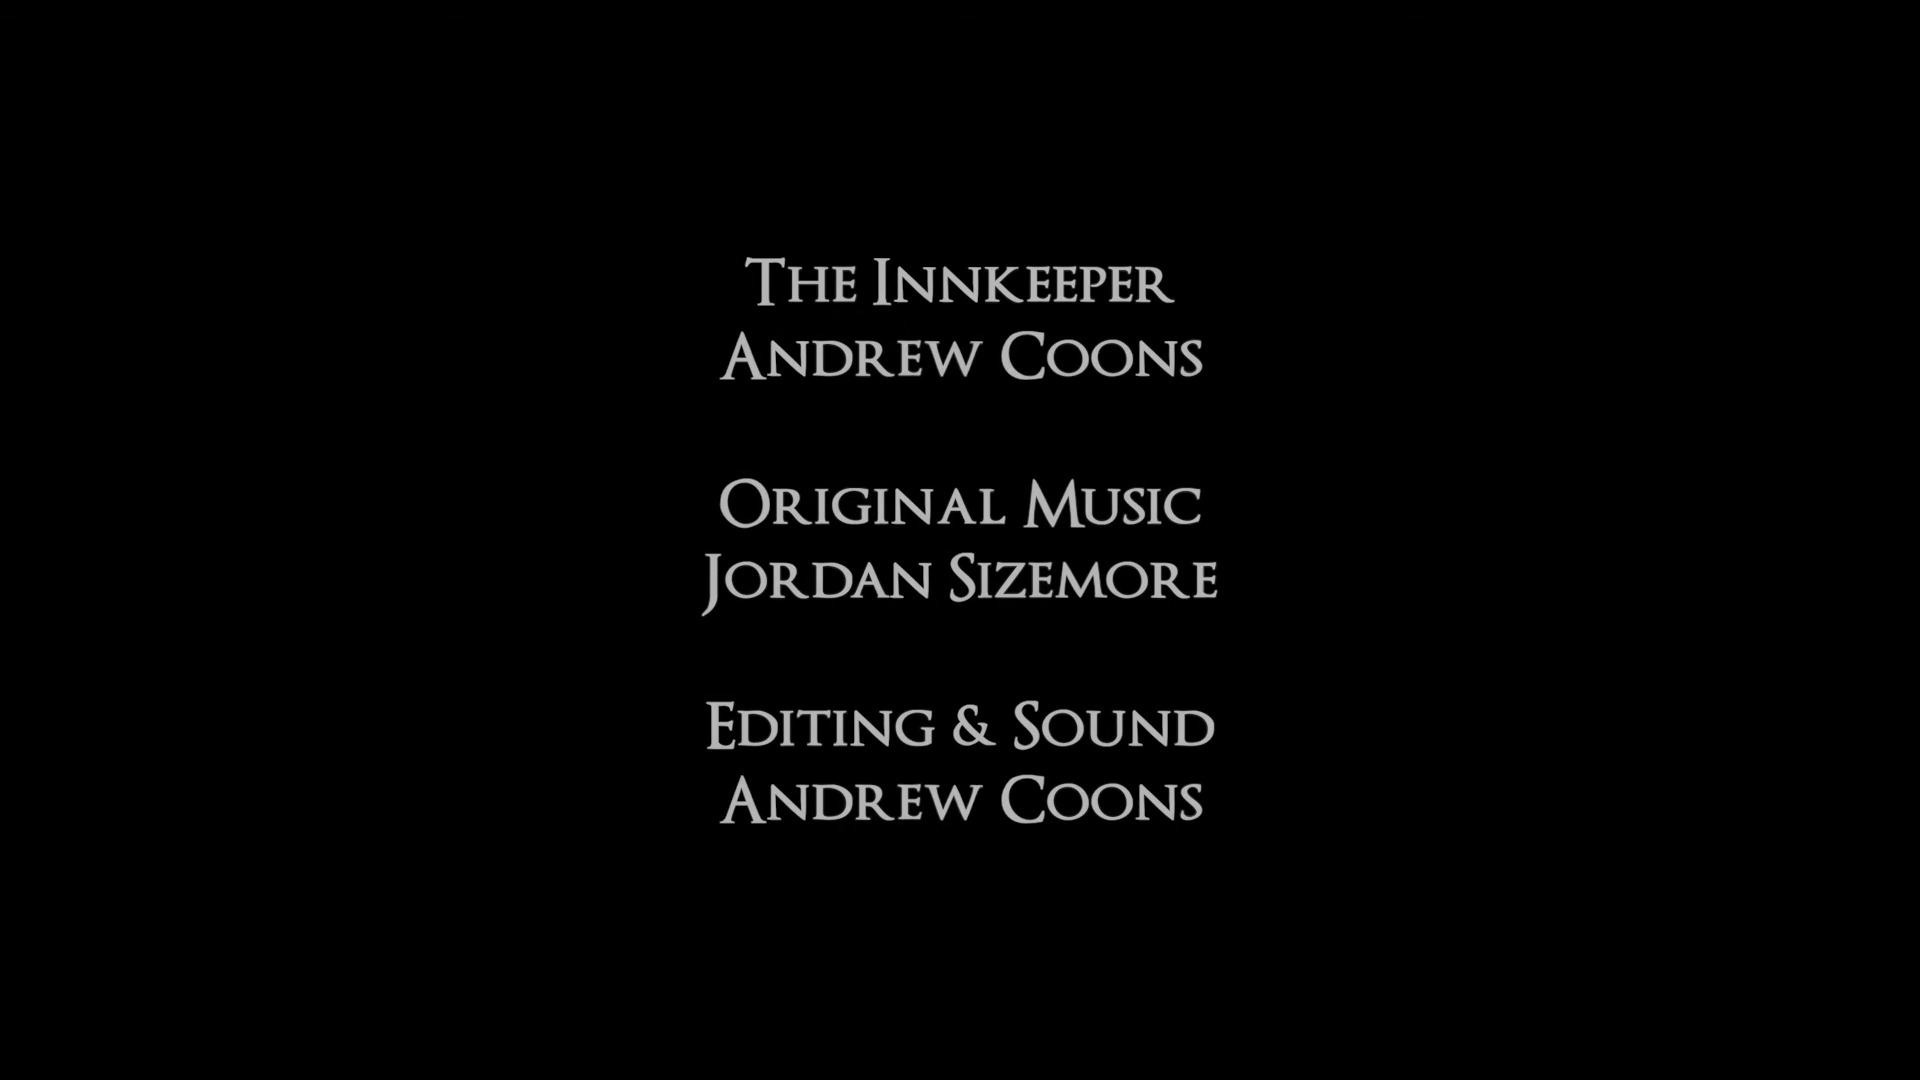 The Innkeeper
Andrew Coons
Original Music
Jordan Sizemore
Editing & Sound
Andrew Coons